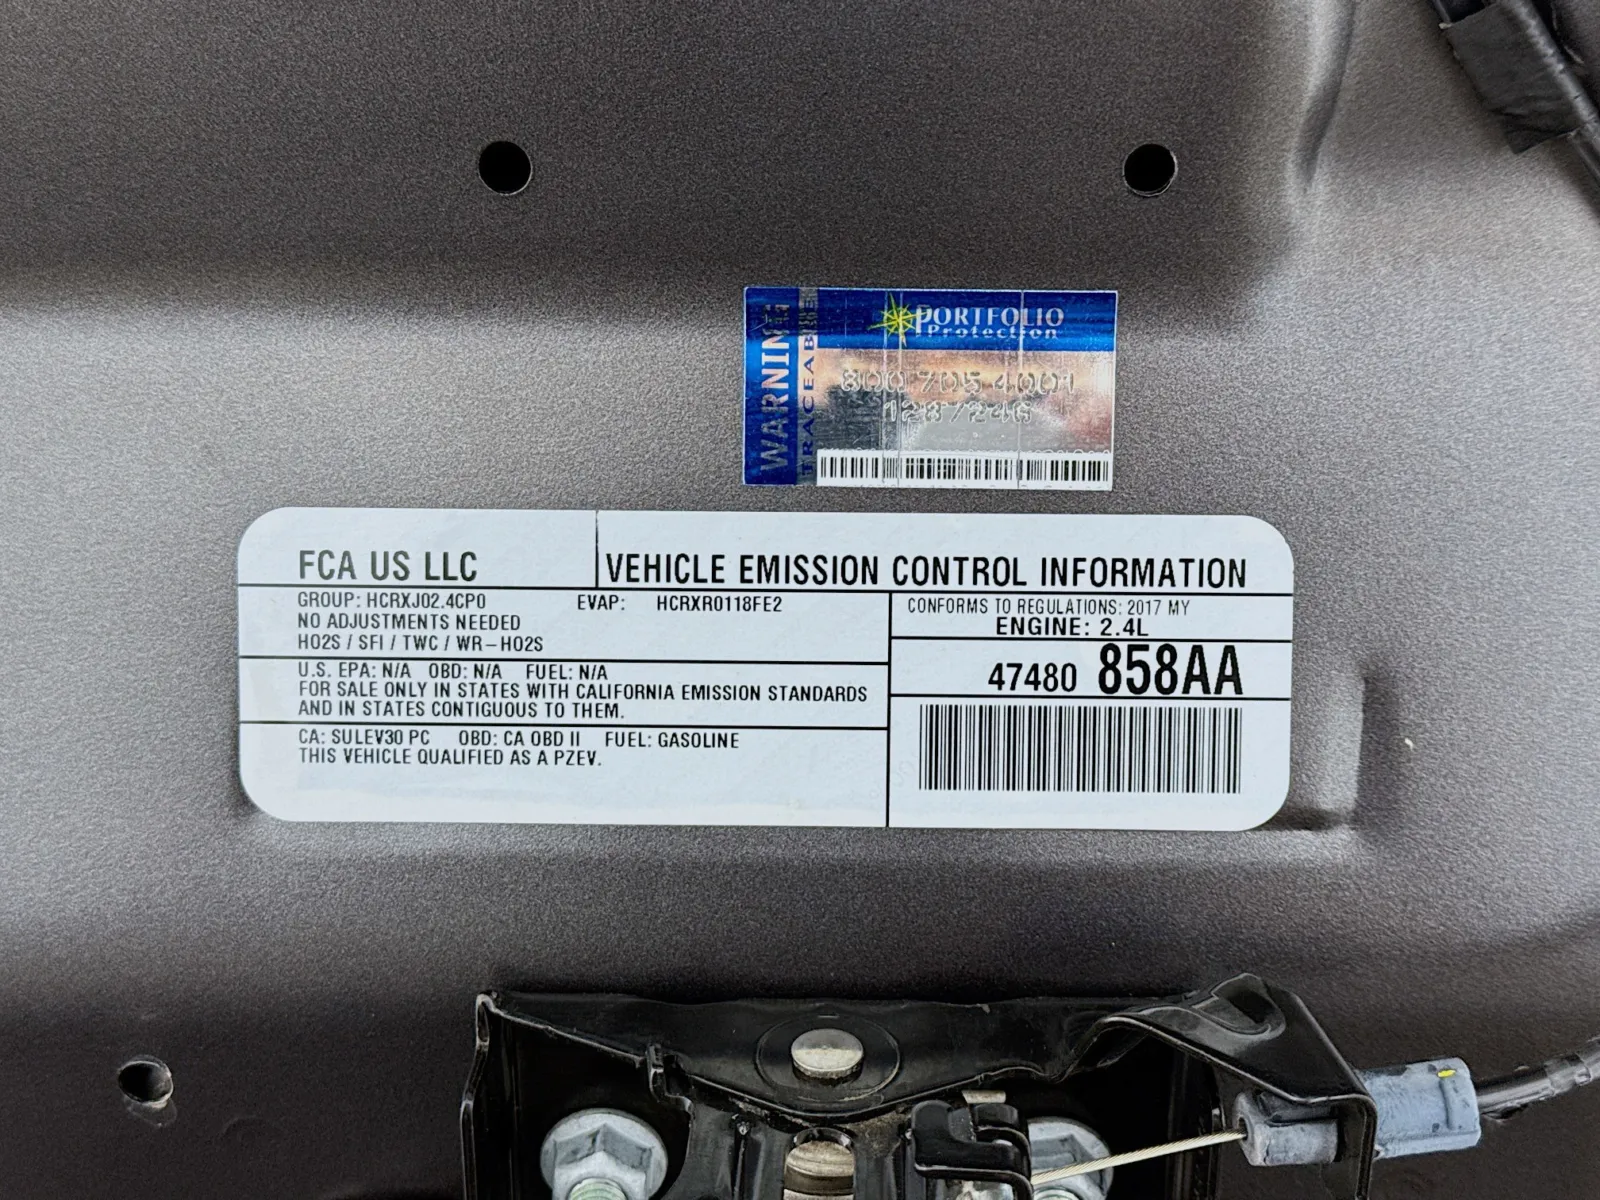 WARNING
TRACEABLE
PORTFOLIO
Protection
800 705 4001
FCA US LLC
VEHICLE EMISSION CONTROL INFORMATION
GROUP: HCRXJ02.4CP0 EVAP: HCRXR0118FE2
NO ADJUSTMENTS NEEDED
HO2S / SFI / TWC / WR-HO2S
CONFORMS TO REGULATIONS: 2017 MY
ENGINE: 2.4L
47480 858AA
U.S. EPA: N/A OBD: N/A FUEL: N/A
FOR SALE ONLY IN STATES WITH CALIFORNIA EMISSION STANDARDS
AND IN STATES CONTIGUOUS TO THEM.
CA: SULEV30 PC OBD: CA OBD II FUEL: GASOLINE
THIS VEHICLE QUALIFIED AS A PZEV.